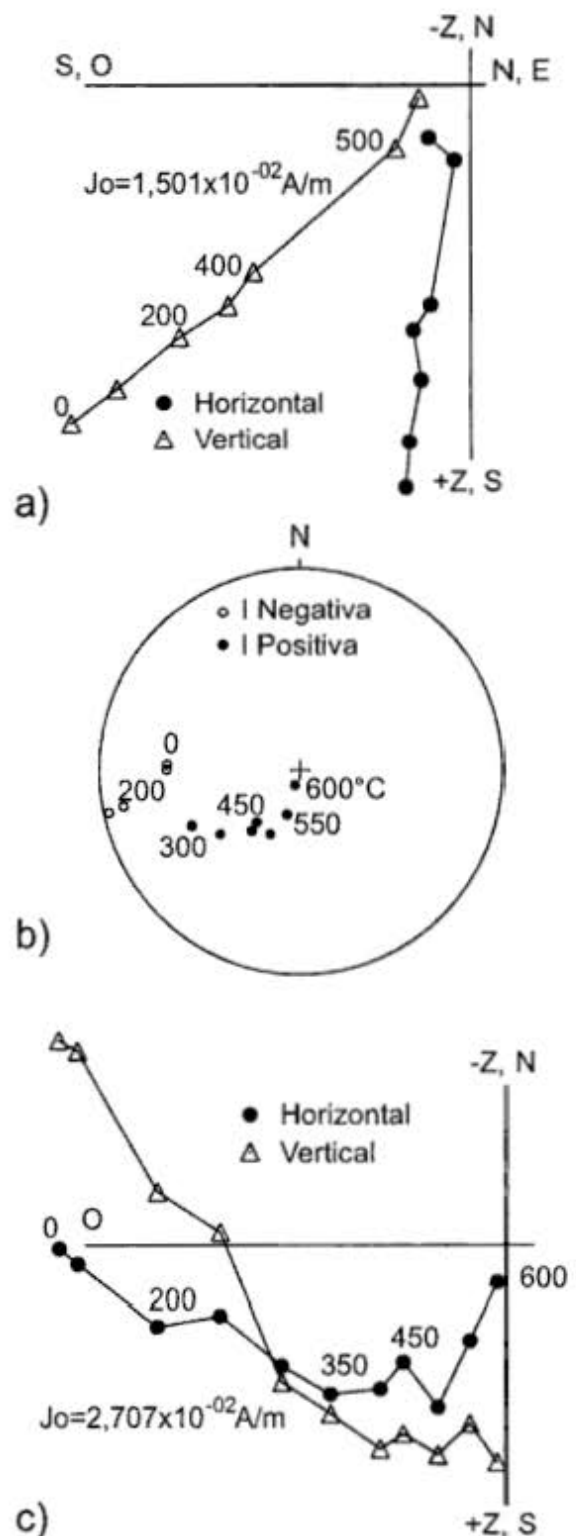 -Z, N
S, O
N, E
500
Jo=1,501x10⁻⁰²A/m
400
200
0
● Horizontal
△ Vertical
+Z, S
a)
N
○ I Negativa
● I Positiva
0
200
600°C
450
550
300
b)
-Z, N
● Horizontal
△ Vertical
0
O
600
200
450
350
Jo=2,707x10⁻⁰²A/m
+Z, S
c)